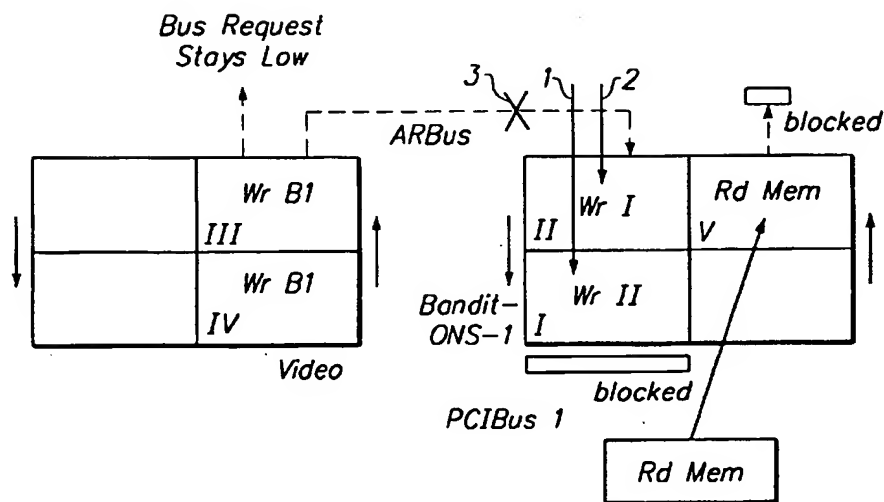 Bus Request
Stays Low
3
1
2
ARBus
blocked
Wr B1
III
Wr B1
IV
Video
Wr I
II
Rd Mem
V
Wr II
I
Bandit-
ONS-1
blocked
PCIBus 1
Rd Mem